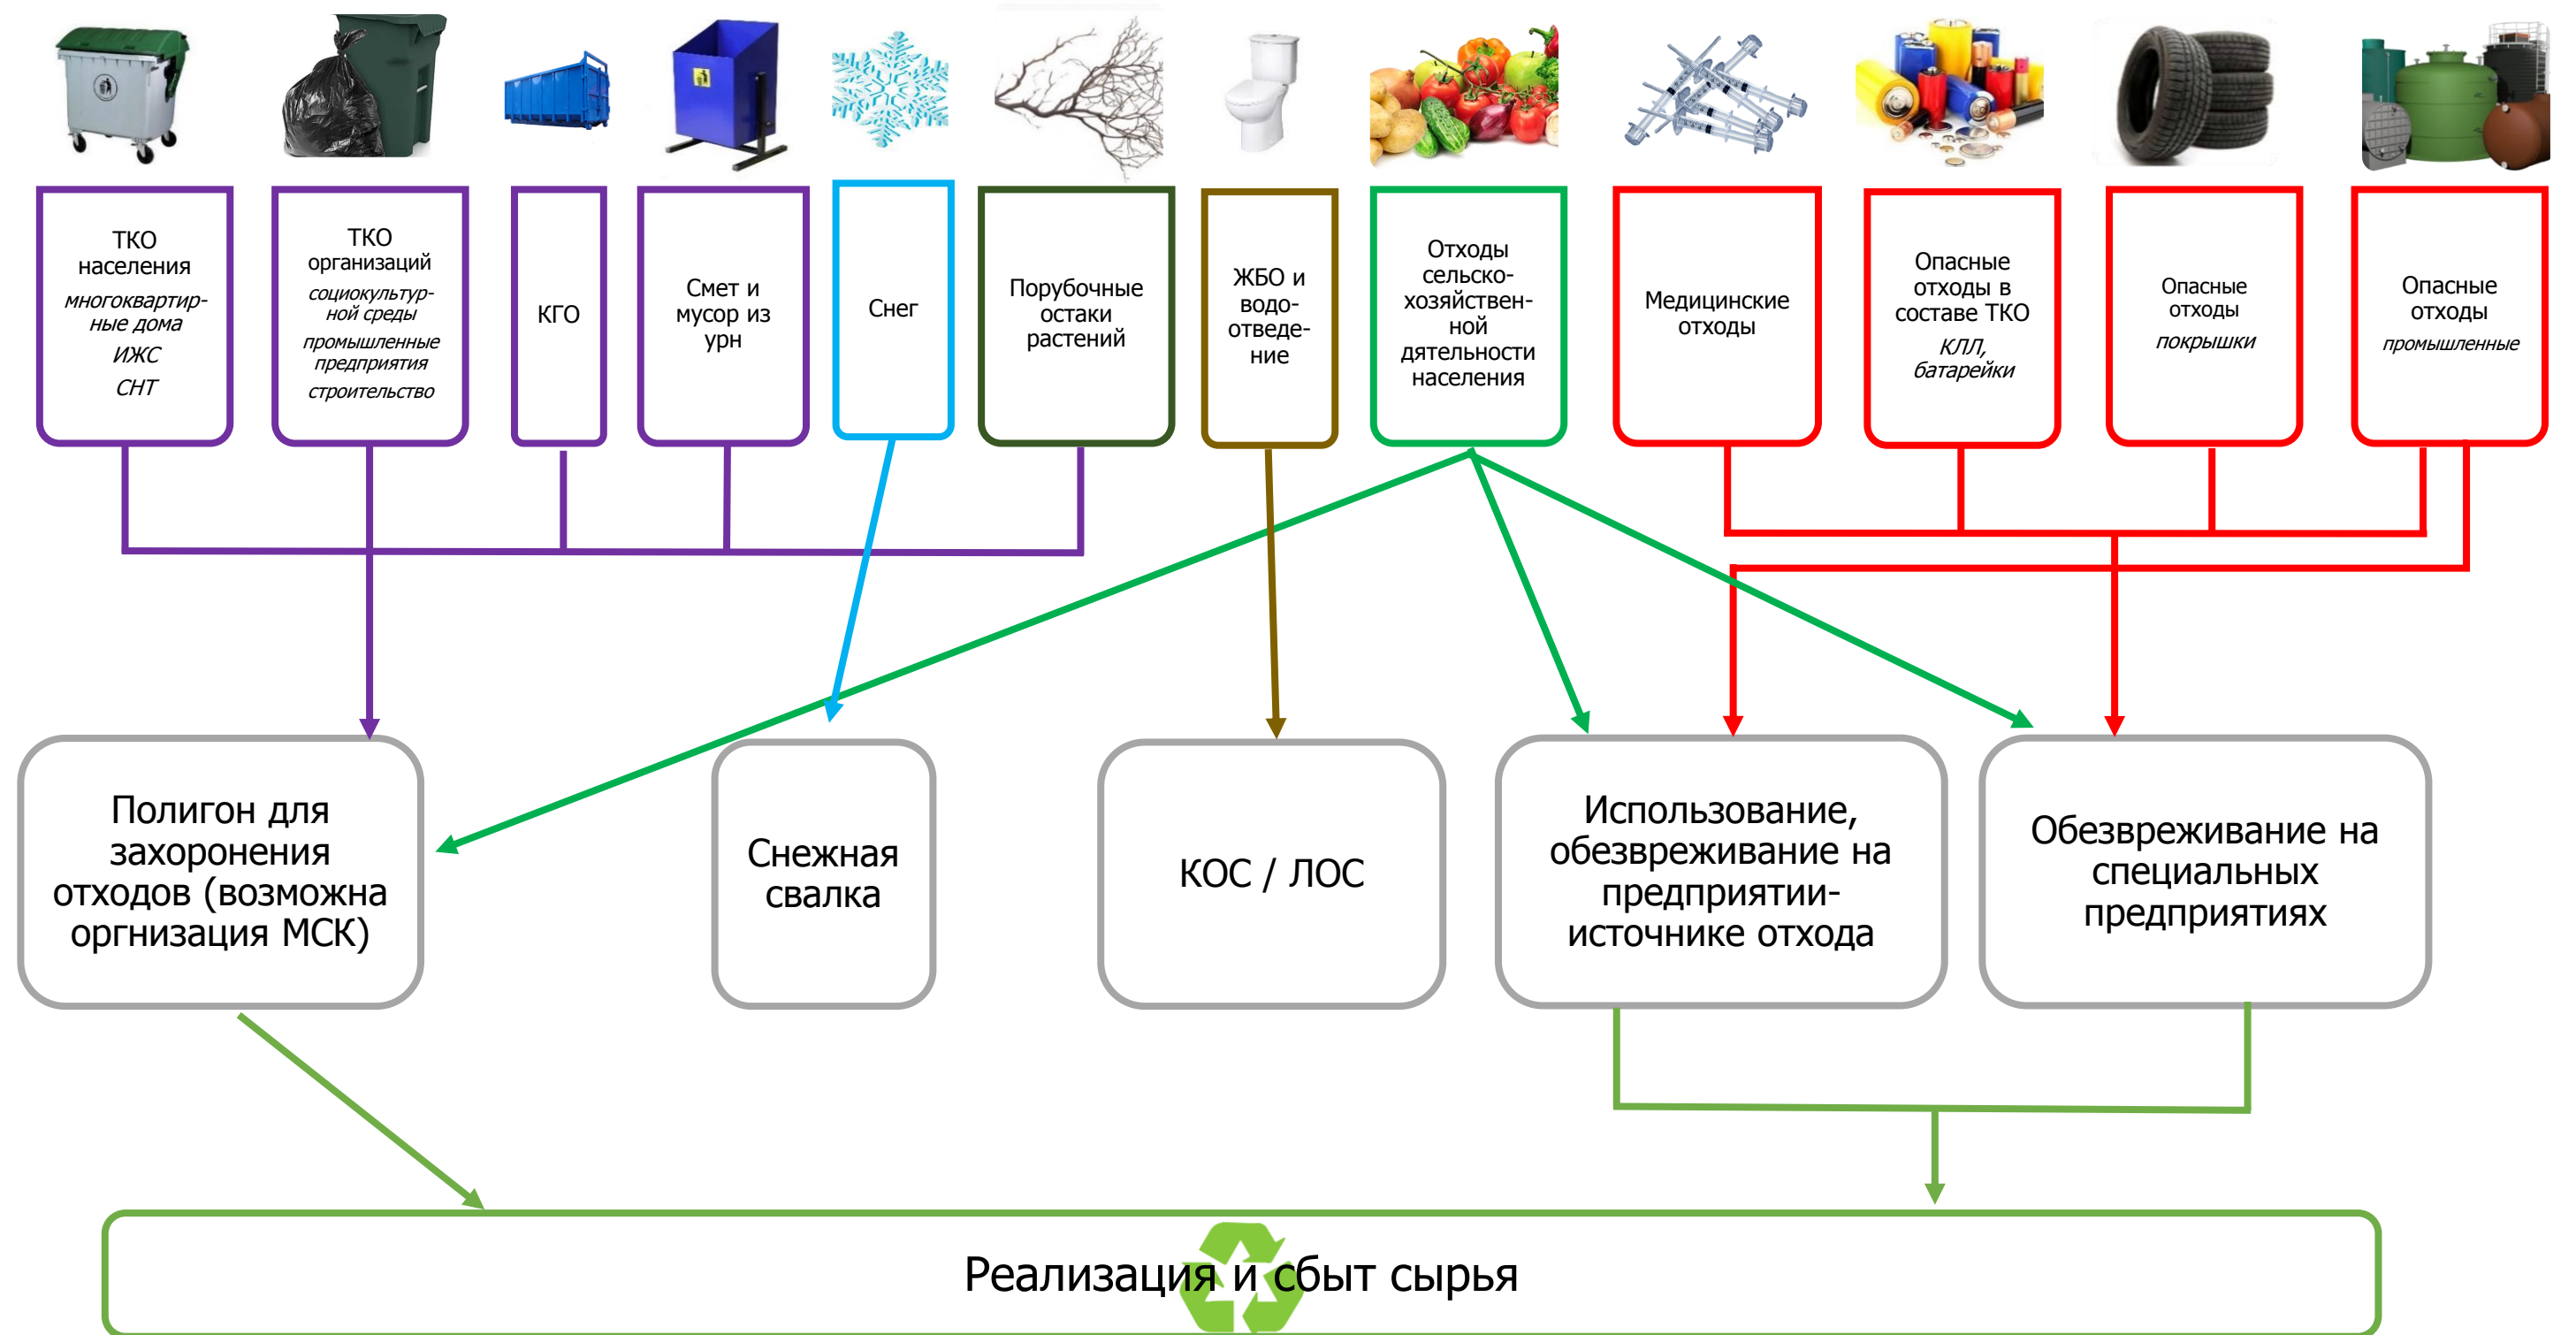 ТКО
населения
многоквартир-
ные дома
ИЖС
СНТ
ТКО
организаций
социокультур-
ной среды
промышленные
предприятия
строительство
КГО
Смет и
мусор из
урн
Снег
Порубочные
остаки
растений
ЖБО и
водо-
отведе-
ние
Отходы
сельско-
хозяйствен-
ной
дятельности
населения
Медицинские
отходы
Опасные
отходы в
составе ТКО
КЛЛ,
батарейки
Опасные
отходы
покрышки
Опасные
отходы
промышленные
Полигон для
захоронения
отходов (возможна
оргнизация МСК)
Снежная
свалка
КОС / ЛОС
Использование,
обезвреживание на
предприятии-
источнике отхода
Обезвреживание на
специальных
предприятиях
Реализация и сбыт сырья